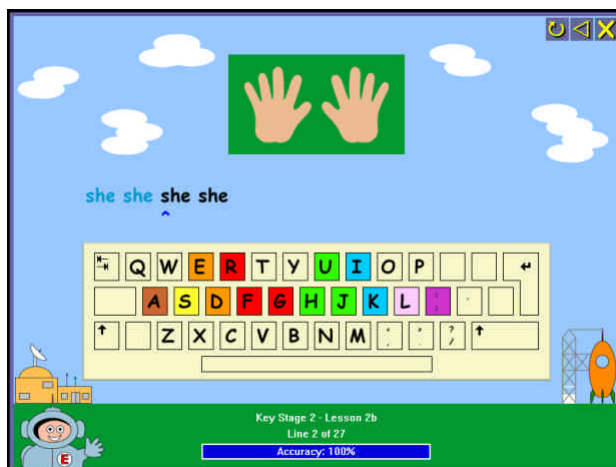 she she she she
^
Q W E R T Y U I O P
A S D F G H J K L ; :
Z X C V B N M
? /
Key Stage 2 - Lesson 2b
Line 2 of 27
Accuracy: 100%
E